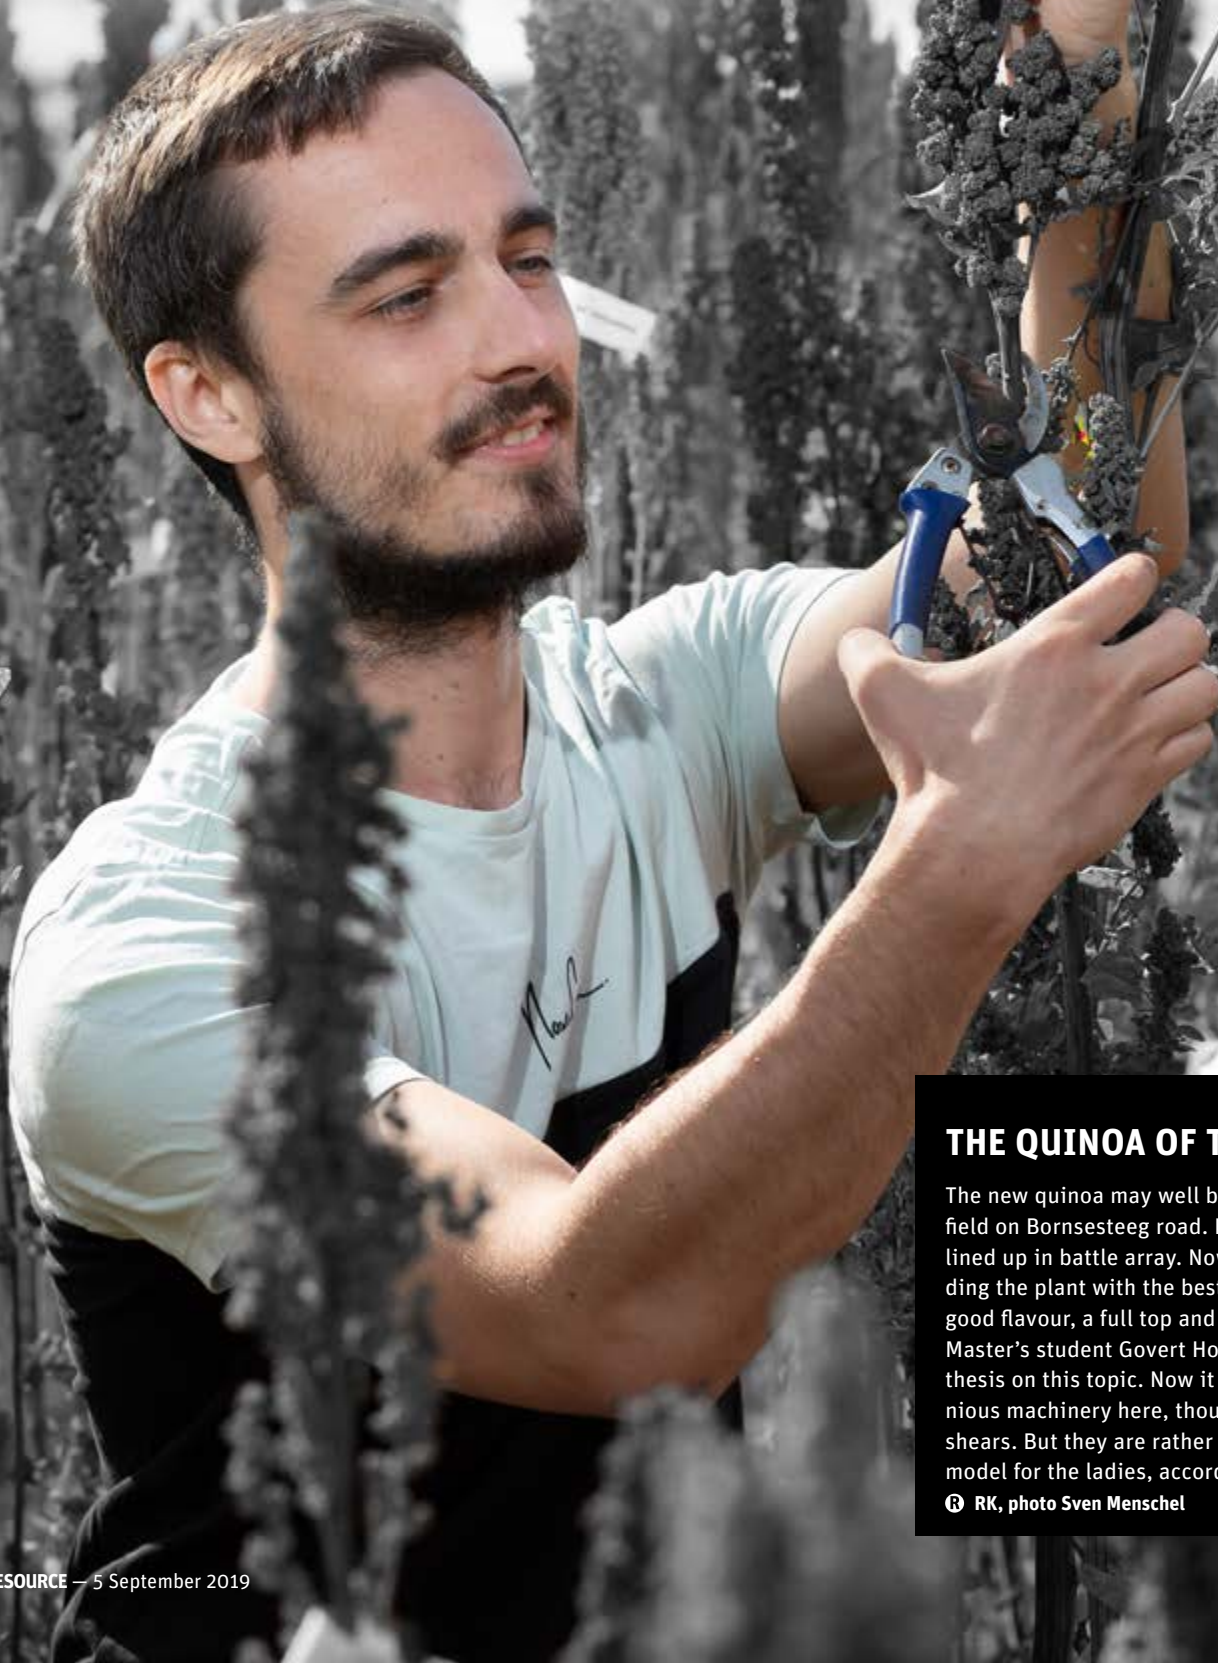 THE QUINOA OF T
The new quinoa may well b
field on Bornsesteeg road.
lined up in battle array. Nov
ding the plant with the best
good flavour, a full top and
Master's student Govert Ho
thesis on this topic. Now it
nious machinery here, thou
shears. But they are rather
model for the ladies, accord
RK, photo Sven Menschel
ESOURCE — 5 September 2019